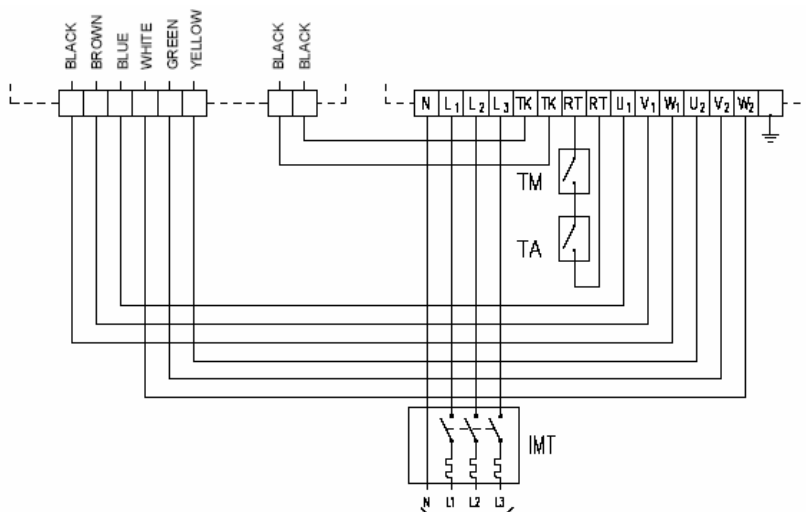 BLACK BROWN BLUE WHITE GREEN YELLOW BLACK BLACK
N L1 L2 L3 TK TK RT RT U1 V1 W1 U2 V2 W2
TM
TA
IMT
N L1 L2 L3